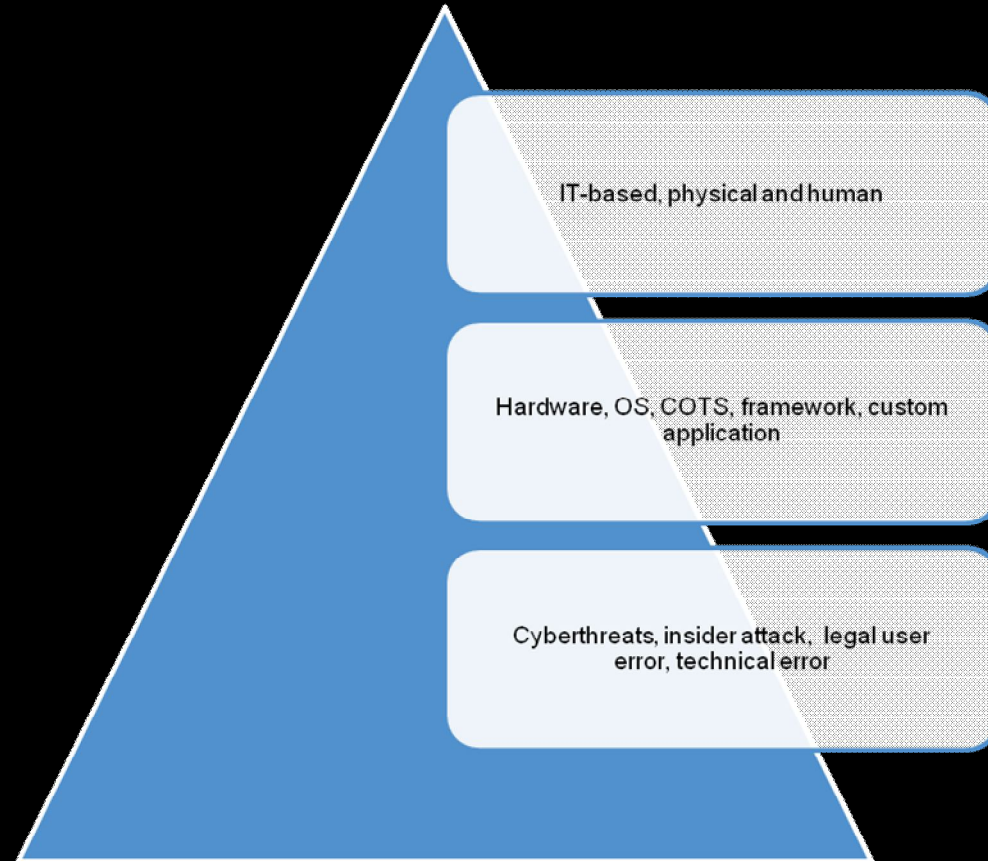 IT-based, physical and human
Hardware, OS, COTS, framework, custom
application
Cyberthreats, insider attack, legal user
error, technical error